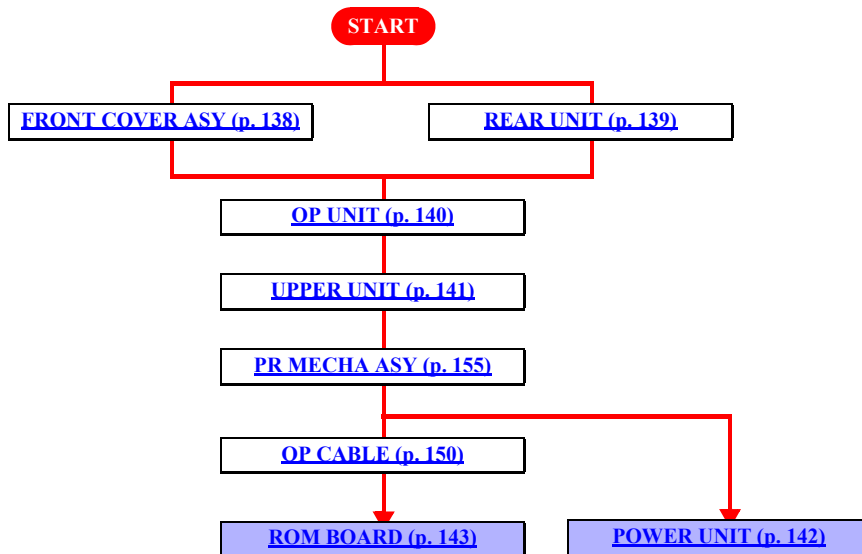 START
FRONT COVER ASY (p. 138)
REAR UNIT (p. 139)
OP UNIT (p. 140)
UPPER UNIT (p. 141)
PR MECHA ASY (p. 155)
OP CABLE (p. 150)
ROM BOARD (p. 143)
POWER UNIT (p. 142)